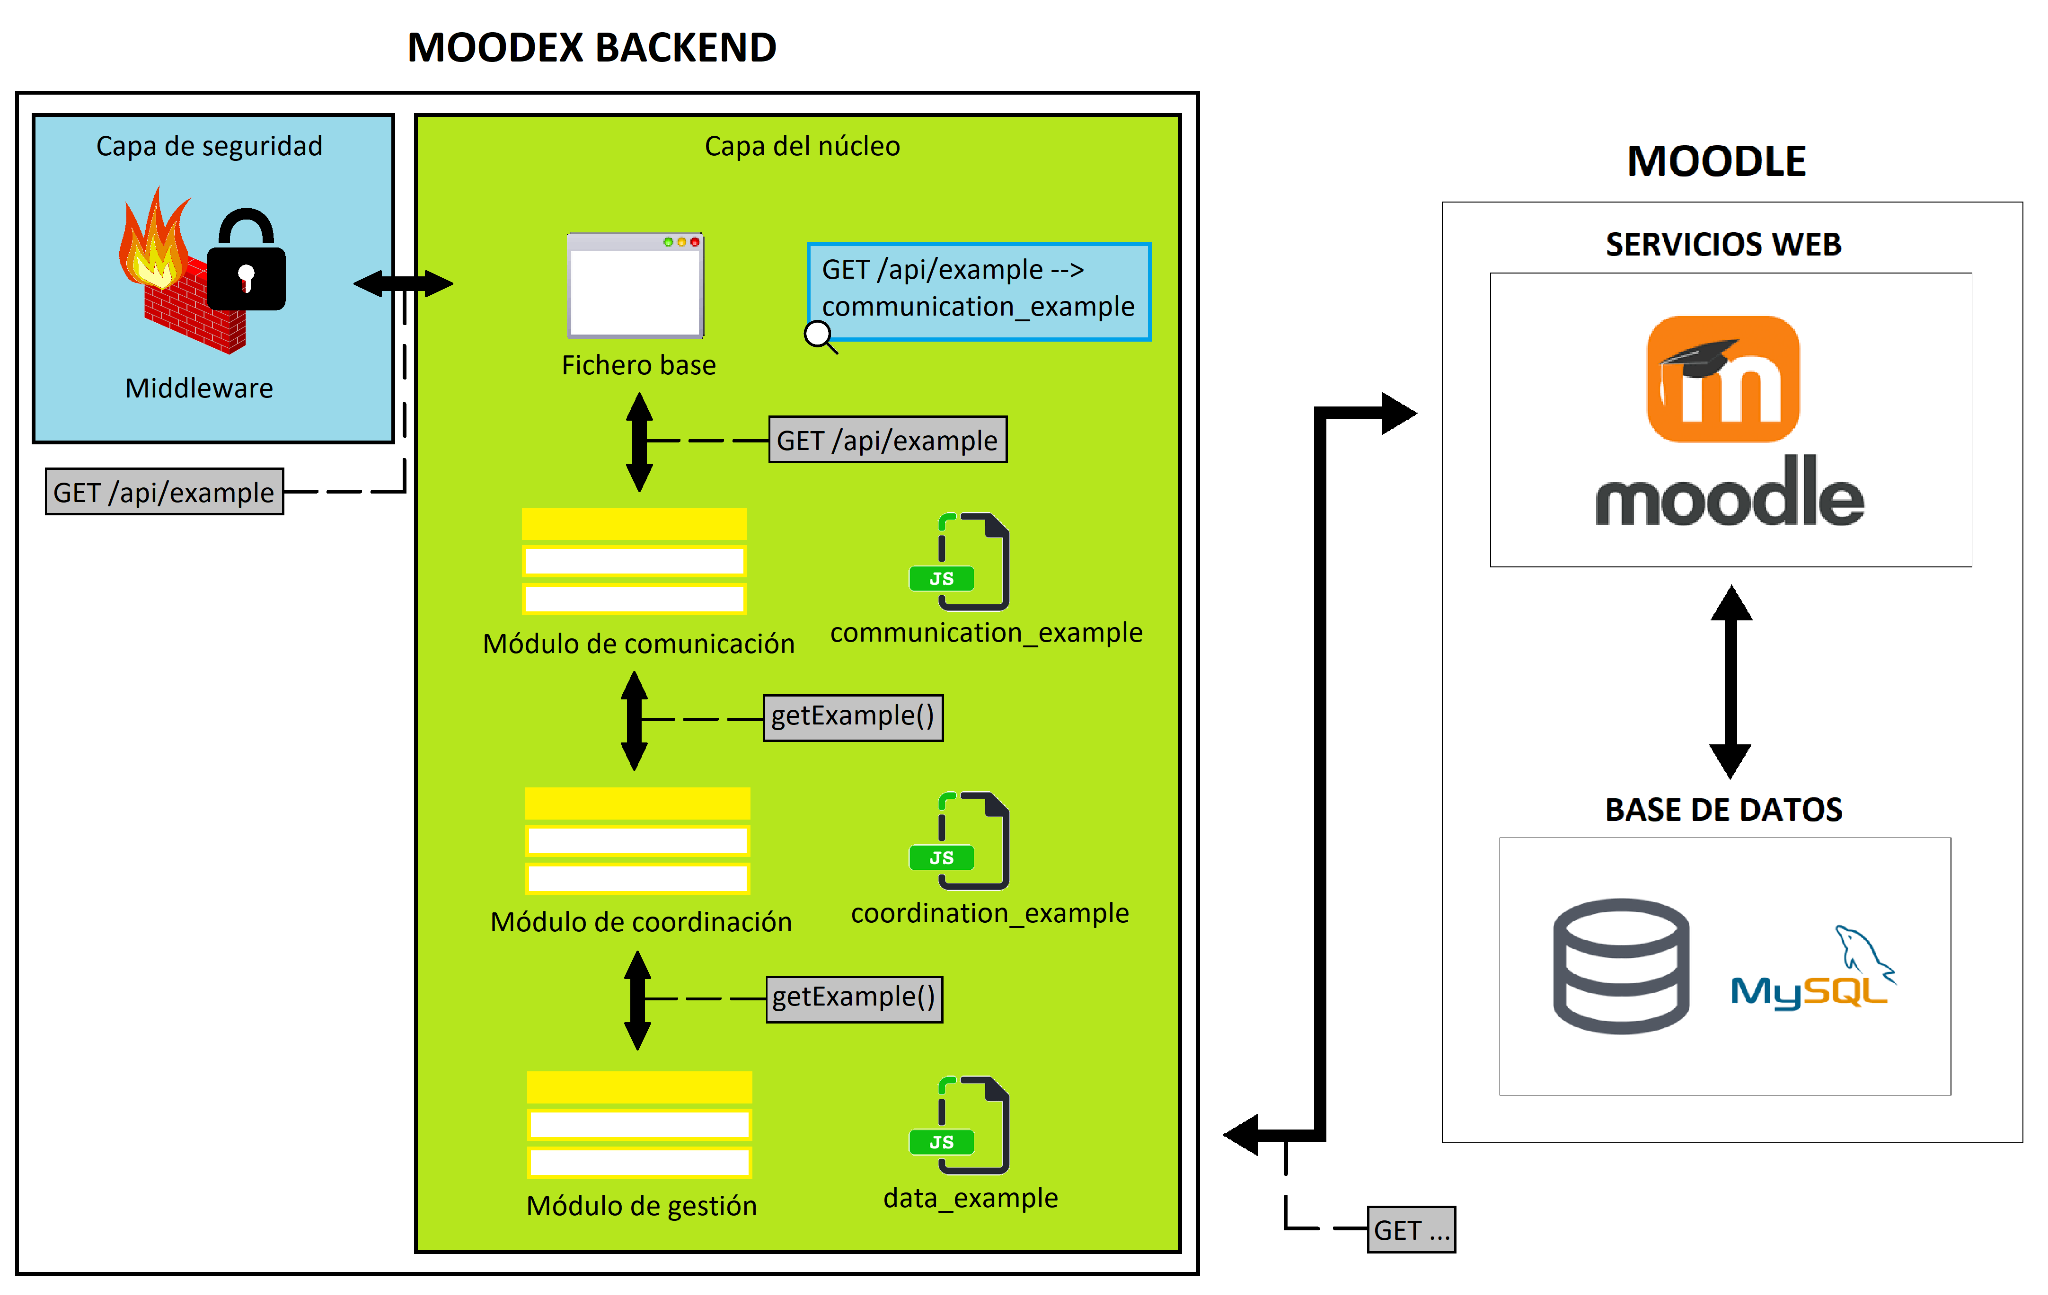 MOODEX BACKEND
Capa de seguridad
Middleware
GET /api/example
Capa del núcleo
Fichero base
GET /api/example -->
communication_example
GET /api/example
Módulo de comunicación
JS
communication_example
getExample()
Módulo de coordinación
JS
coordination_example
getExample()
Módulo de gestión
JS
data_example
GET ...
MOODLE
SERVICIOS WEB
m
moodle
BASE DE DATOS
MySQL